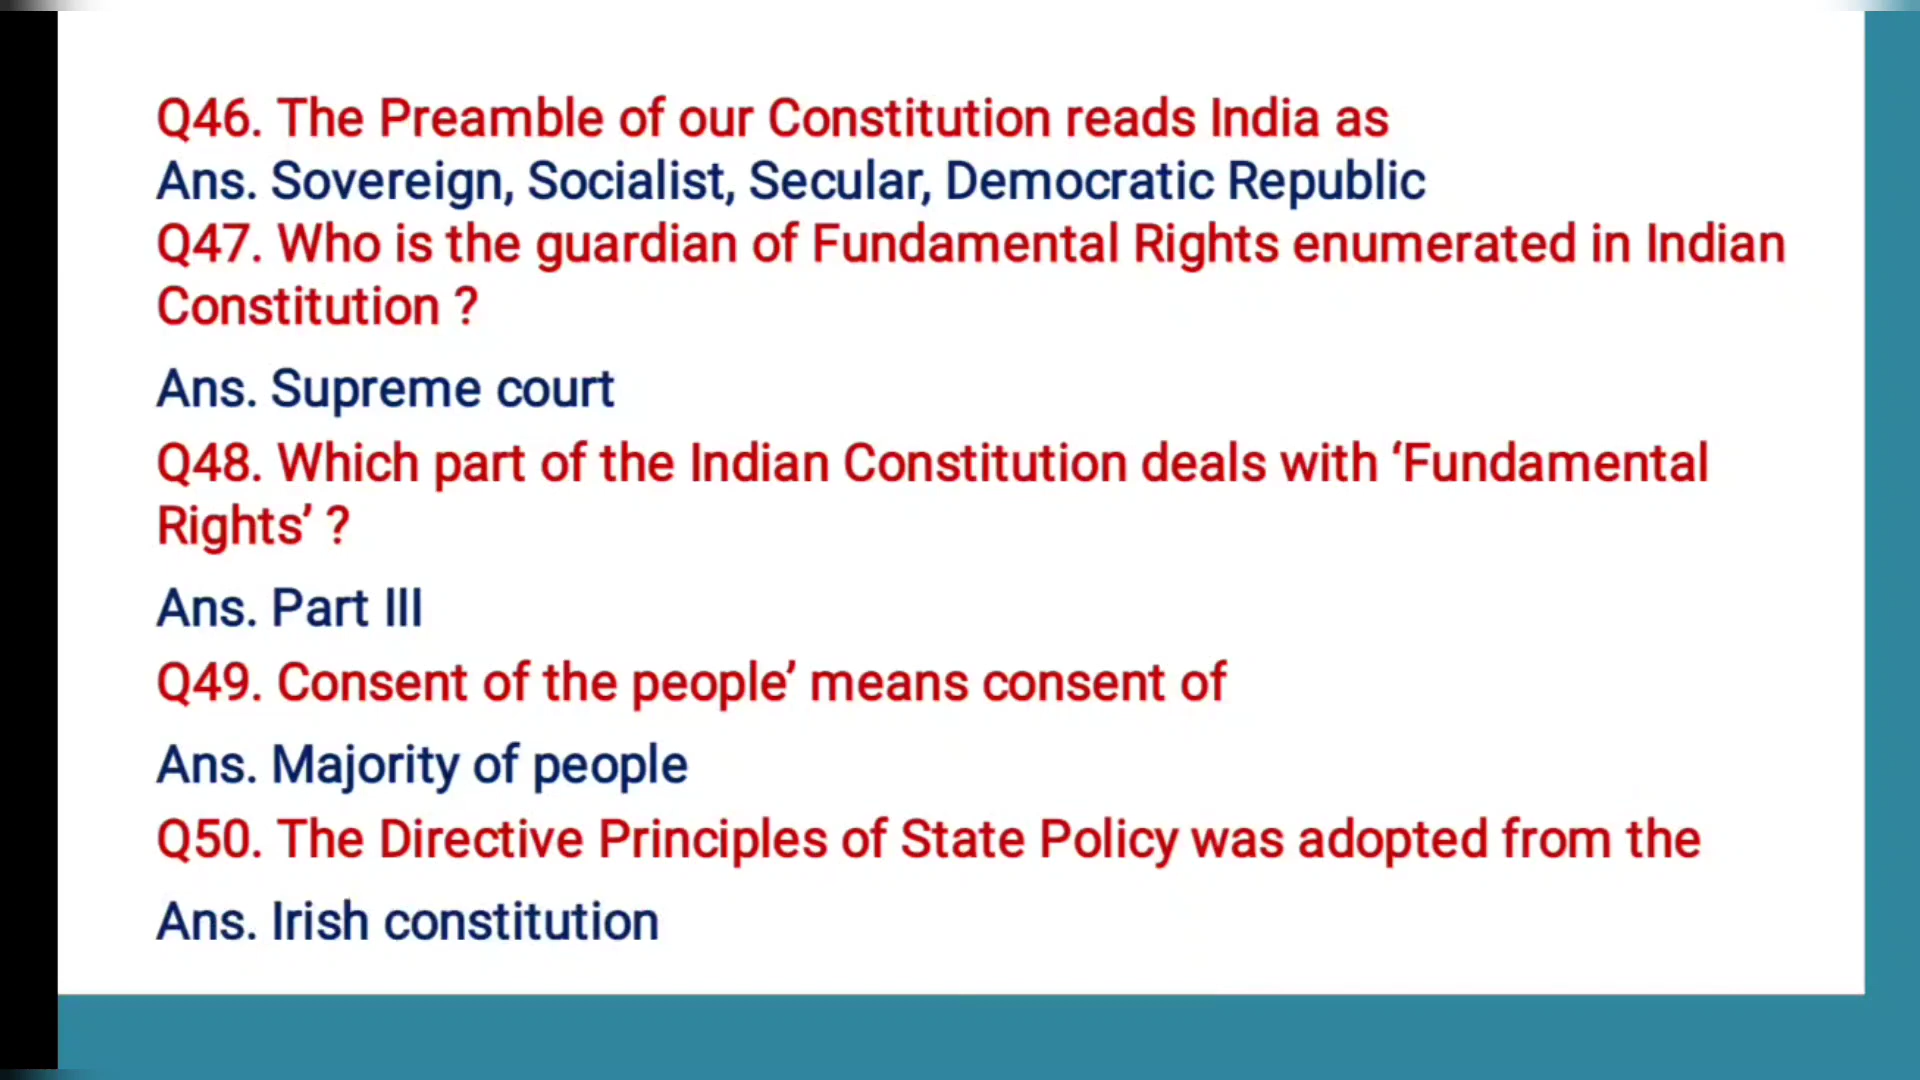 Q46. The Preamble of our Constitution reads India as
Ans. Sovereign, Socialist, Secular, Democratic Republic
Q47. Who is the guardian of Fundamental Rights enumerated in Indian
Constitution ?
Ans. Supreme court
Q48. Which part of the Indian Constitution deals with ‘Fundamental
Rights’ ?
Ans. Part III
Q49. Consent of the people’ means consent of
Ans. Majority of people
Q50. The Directive Principles of State Policy was adopted from the
Ans. Irish constitution